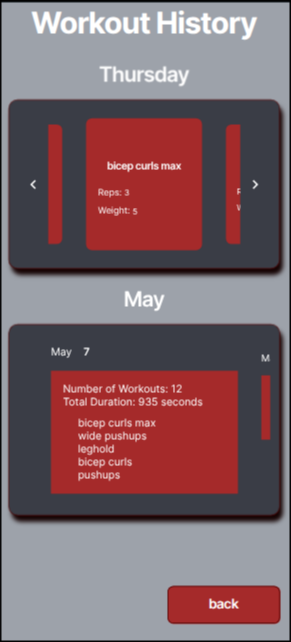 Workout History
Thursday
bicep curls max
Reps: 3
Weight: 5
May
May 7
M
Number of Workouts: 12
Total Duration: 935 seconds
bicep curls max
wide pushups
leghold
bicep curls
pushups
back